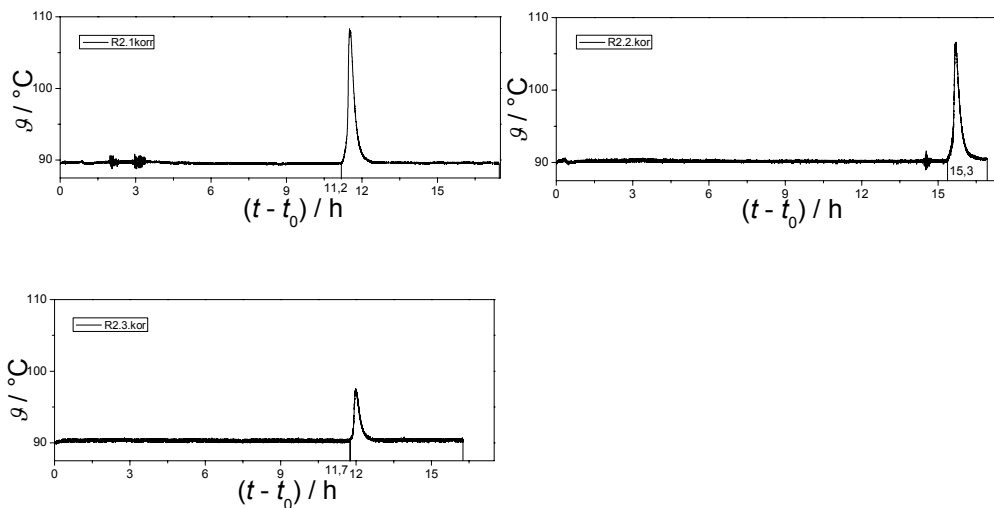 110
R2.1korr
100
90
ϑ / °C
0 3 6 9 12 15
11,2
(t - t0) / h
110
R2.2.kor
100
90
ϑ / °C
0 3 6 9 12 15
15,3
(t - t0) / h
110
R2.3.kor
100
90
ϑ / °C
0 3 6 9 12 15
11,7
(t - t0) / h